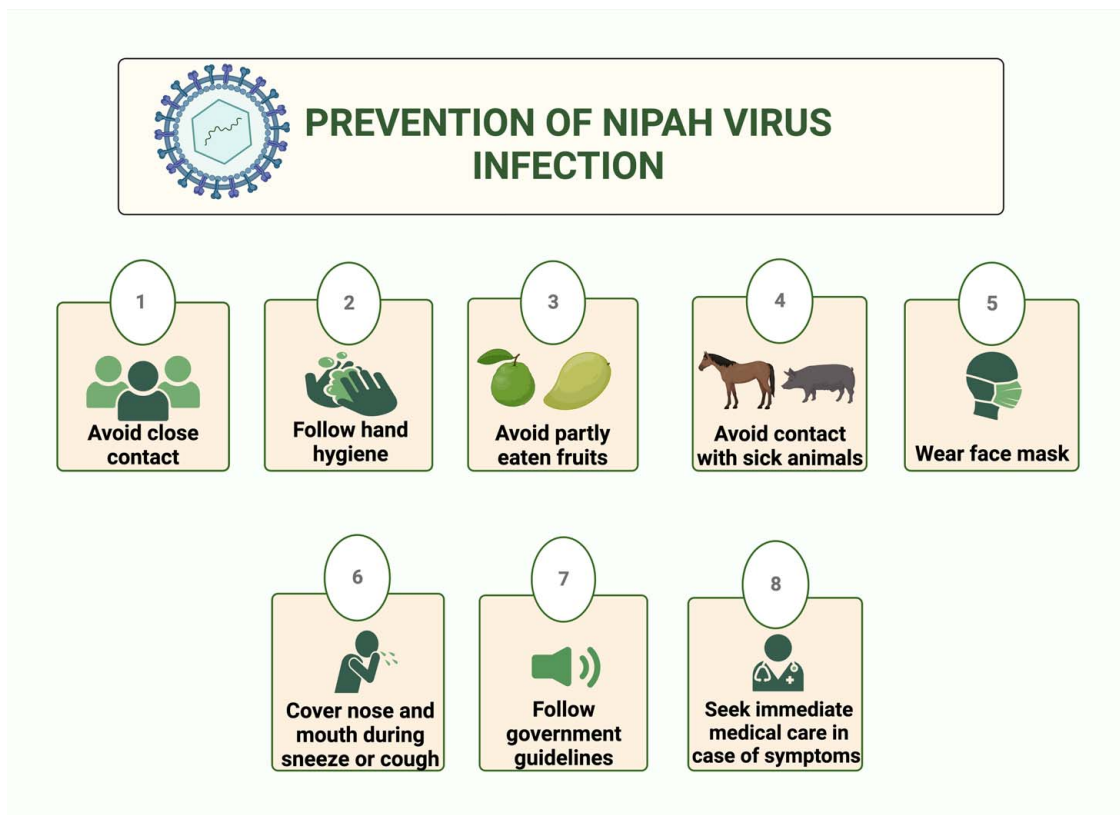 PREVENTION OF NIPAH VIRUS
INFECTION
1
Avoid close
contact
2
Follow hand
hygiene
3
Avoid partly
eaten fruits
4
Avoid contact
with sick animals
5
Wear face mask
6
Cover nose and
mouth during
sneeze or cough
7
Follow
government
guidelines
8
Seek immediate
medical care in
case of symptoms